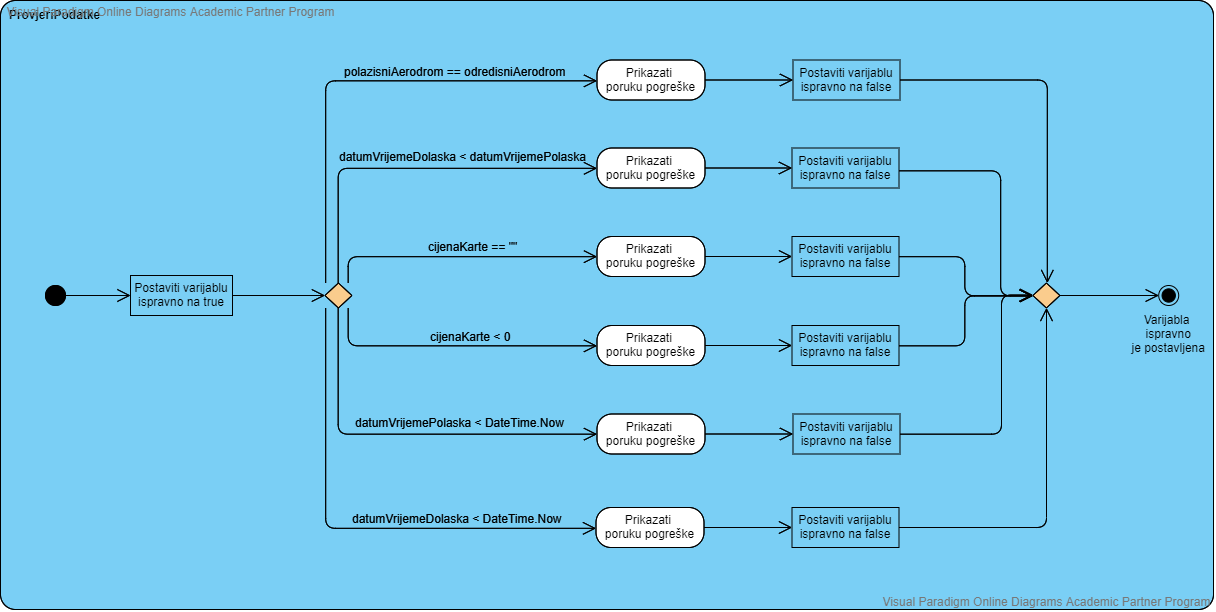 Visual Paradigm Online Diagrams Academic Partner Program
ProvjeriPodatke
polazisniAerodrom == odredisniAerodrom
Prikazati
poruku pogreške
Postaviti varijablu
ispravno na false
datumVrijemeDolaska < datumVrijemePolaska
Prikazati
poruku pogreške
Postaviti varijablu
ispravno na false
cijenaKarte == ""
Prikazati
poruku pogreške
Postaviti varijablu
ispravno na false
Postaviti varijablu
ispravno na true
Varijabla
ispravno
je postavljena
cijenaKarte < 0
Prikazati
poruku pogreške
Postaviti varijablu
ispravno na false
datumVrijemePolaska < DateTime.Now
Prikazati
poruku pogreške
Postaviti varijablu
ispravno na false
datumVrijemeDolaska < DateTime.Now
Prikazati
poruku pogreške
Postaviti varijablu
ispravno na false
Visual Paradigm Online Diagrams Academic Partner Program